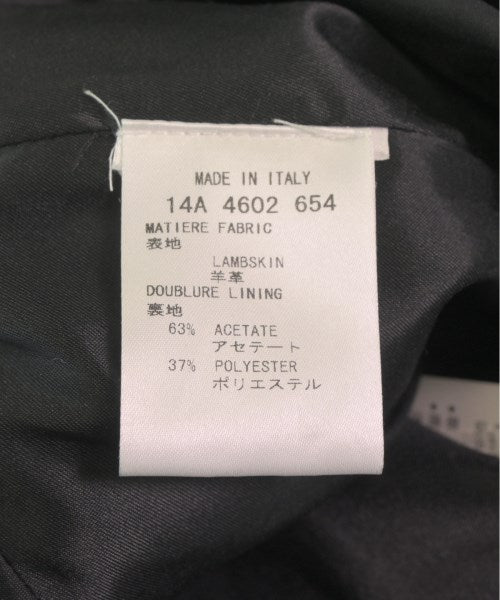 MADE IN ITALY
14A 4602 654
MATIERE FABRIC
表地
LAMBSKIN
羊革
DOUBLURE LINING
裏地
63% ACETATE
アセテート
37% POLYESTER
ポリエステル